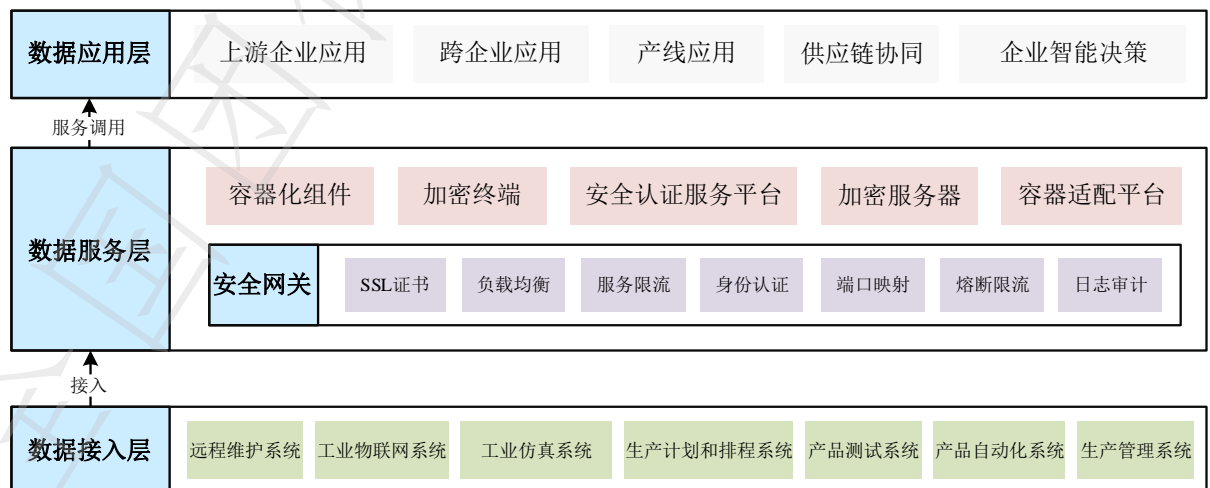 数据应用层
上游企业应用 跨企业应用 产线应用 供应链协同 企业智能决策
服务调用
数据服务层
容器化组件 加密终端 安全认证服务平台 加密服务器 容器适配平台
安全网关
SSL证书 负载均衡 服务限流 身份认证 端口映射 熔断限流 日志审计
接入
数据接入层
远程维护系统 工业物联网系统 工业仿真系统 生产计划和排程系统 产品测试系统 产品自动化系统 生产管理系统